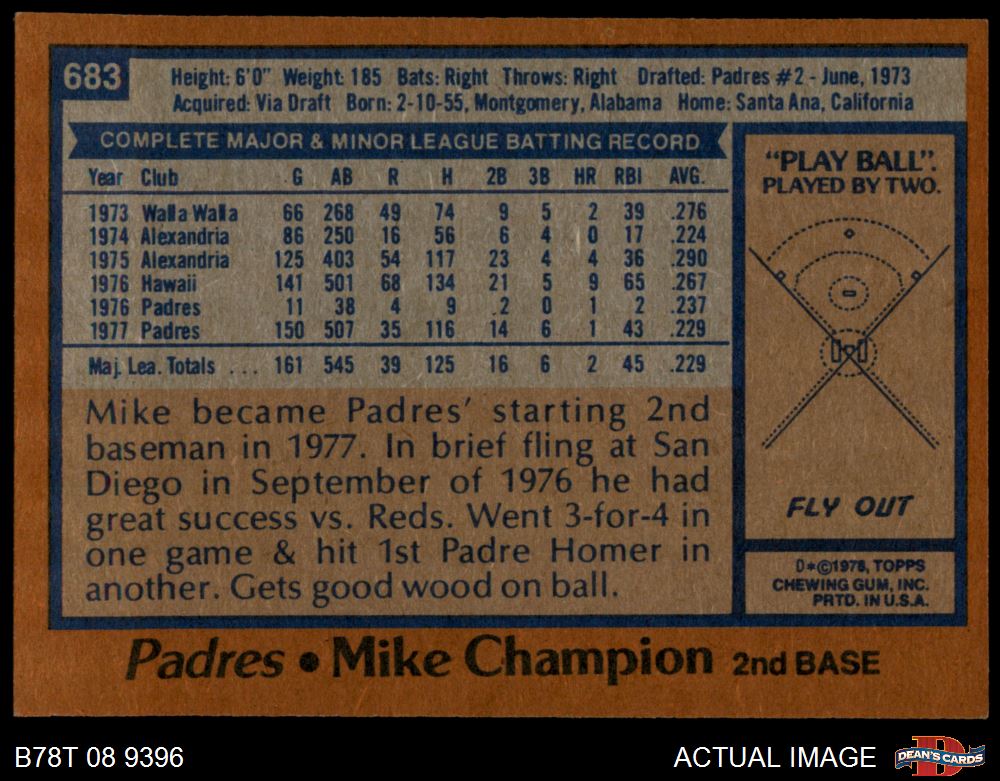 683
Height: 6'0" Weight: 185 Bats: Right Throws: Right Drafted: Padres #2 - June, 1973
Acquired: Via Draft Born: 2-10-55, Montgomery, Alabama Home: Santa Ana, California
COMPLETE MAJOR & MINOR LEAGUE BATTING RECORD
Year Club G AB R H 2B 3B HR RBI AVG.
1973 Walla Walla 66 268 49 74 9 5 2 39 .276
1974 Alexandria 86 250 16 56 6 4 0 17 .224
1975 Alexandria 125 403 54 117 23 4 4 36 .290
1976 Hawaii 141 501 68 134 21 5 9 65 .267
1976 Padres 11 38 4 9 2 0 1 2 .237
1977 Padres 150 507 35 116 14 6 1 43 .229
Maj. Lea. Totals ... 161 545 39 125 16 6 2 45 .229
Mike became Padres' starting 2nd
baseman in 1977. In brief fling at San
Diego in September of 1976 he had
great success vs. Reds. Went 3-for-4 in
one game & hit 1st Padre Homer in
another. Gets good wood on ball.
"PLAY BALL".
PLAYED BY TWO.
FLY OUT
D*©1978, TOPPS
CHEWING GUM, INC.
PRTD. IN U.S.A.
Padres • Mike Champion 2nd BASE
B78T 08 9396
ACTUAL IMAGE
D
DEAN'S CARDS